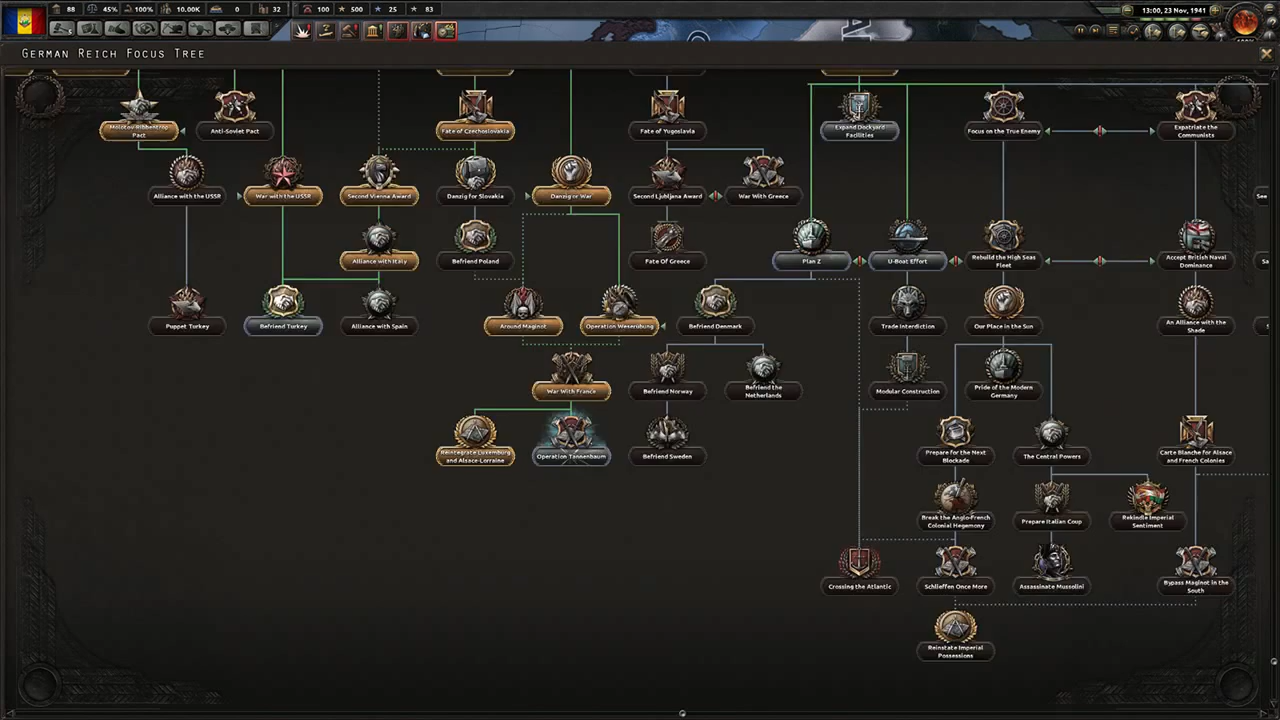 88 45% 100% 10.00K 0 32 100 500 25 83
13:00, 23 Nov, 1941
GERMAN REICH FOCUS TREE
Molotov-Ribbentrop
Pact
Anti-Soviet Pact
Fate of Czechoslovakia
Fate of Yugoslavia
Expand Dockyard
Facilities
Focus on the True Enemy
Expatriate the
Communists
Alliance with the USSR
War with the USSR
Second Vienna Award
Danzig for Slovakia
Danzig or War
Second Ljubljana Award
War With Greece
See
Alliance with Italy
Befriend Poland
Fate Of Greece
Plan Z
U-Boat Effort
Rebuild the High Seas
Fleet
Accept British Naval
Dominance
Puppet Turkey
Befriend Turkey
Alliance with Spain
Around Maginot
Operation Weserübung
Befriend Denmark
Trade Interdiction
Our Place in the Sun
An Alliance with the
Shade
War With France
Befriend Norway
Befriend the
Netherlands
Modular Construction
Pride of the Modern
Germany
Reintegrate Luxemburg
and Alsace-Lorraine
Operation Tannenbaum
Befriend Sweden
Prepare for the Next
Blockade
The Central Powers
Carte Blanche for Alsace
and French Colonies
Break the Anglo-French
Colonial Hegemony
Prepare Italian Coup
Rekindle Imperial
Sentiment
Crossing the Atlantic
Schlieffen Once More
Assassinate Mussolini
Bypass Maginot in the
South
Reinstate Imperial
Possessions